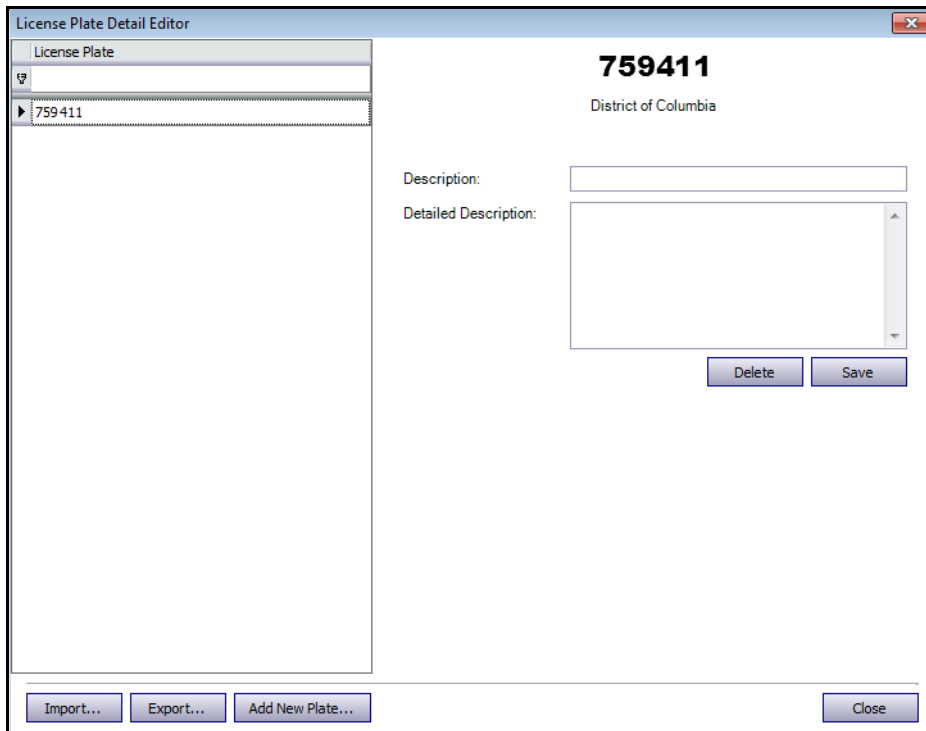 License Plate Detail Editor
License Plate
759411
759411
District of Columbia
Description:
Detailed Description:
Delete Save
Import... Export... Add New Plate... Close